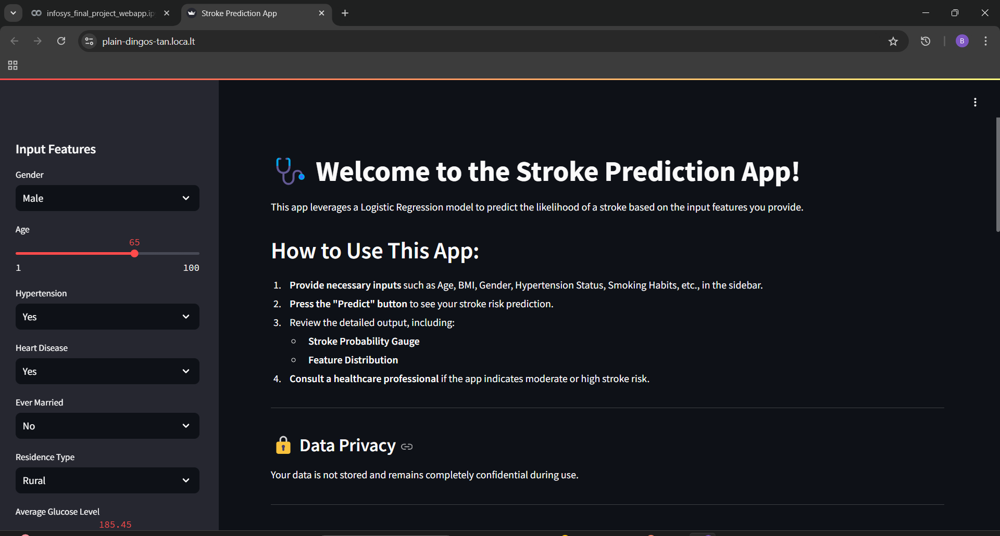 infosys_final_project_webapp.ip
Stroke Prediction App
plain-dingos-tan.loca.lt
B
Input Features
Gender
Male
Age
65
1 100
Hypertension
Yes
Heart Disease
Yes
Ever Married
No
Residence Type
Rural
Average Glucose Level
185.45
Welcome to the Stroke Prediction App!
This app leverages a Logistic Regression model to predict the likelihood of a stroke based on the input features you provide.
How to Use This App:
1. Provide necessary inputs such as Age, BMI, Gender, Hypertension Status, Smoking Habits, etc., in the sidebar.
2. Press the "Predict" button to see your stroke risk prediction.
3. Review the detailed output, including:
Stroke Probability Gauge
Feature Distribution
4. Consult a healthcare professional if the app indicates moderate or high stroke risk.
Data Privacy
Your data is not stored and remains completely confidential during use.